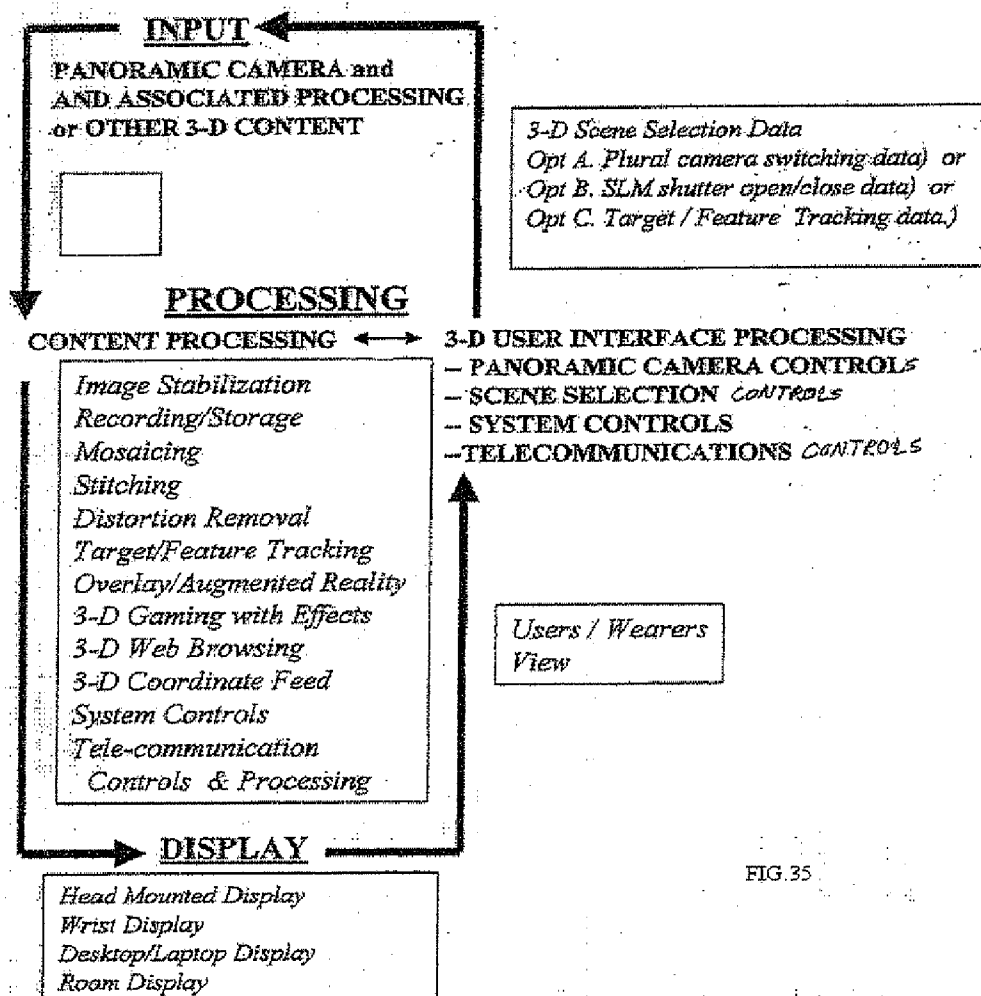 INPUT
PANORAMIC CAMERA and
AND ASSOCIATED PROCESSING
or OTHER 3-D CONTENT
3-D Scene Selection Data
Opt A. Plural camera switching data) or
Opt B. SLM shutter open/close data) or
Opt C. Target / Feature Tracking data.)
PROCESSING
CONTENT PROCESSING
3-D USER INTERFACE PROCESSING
– PANORAMIC CAMERA CONTROLS
– SCENE SELECTION CONTROLS
– SYSTEM CONTROLS
–TELECOMMUNICATIONS CONTROLS
Image Stabilization
Recording/Storage
Mosaicing
Stitching
Distortion Removal
Target/Feature Tracking
Overlay/Augmented Reality
3-D Gaming with Effects
3-D Web Browsing
3-D Coordinate Feed
System Controls
Tele-communication
Controls & Processing
Users / Wearers
View
DISPLAY
Head Mounted Display
Wrist Display
Desktop/Laptop Display
Room Display
FIG.35